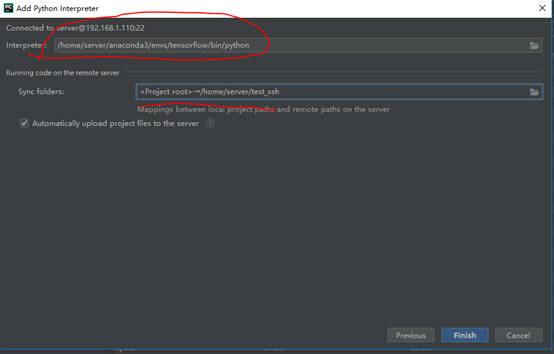 PC Add Python Interpreter
Connected to server@192.168.1.110:22
Interpreter: /home/server/anaconda3/envs/tensorflow/bin/python
Running code on the remote server
Sync folders: <Project root>→/home/server/test_ssh
Mappings between local project paths and remote paths on the server
Automatically upload project files to the server ?
Previous Finish Cancel